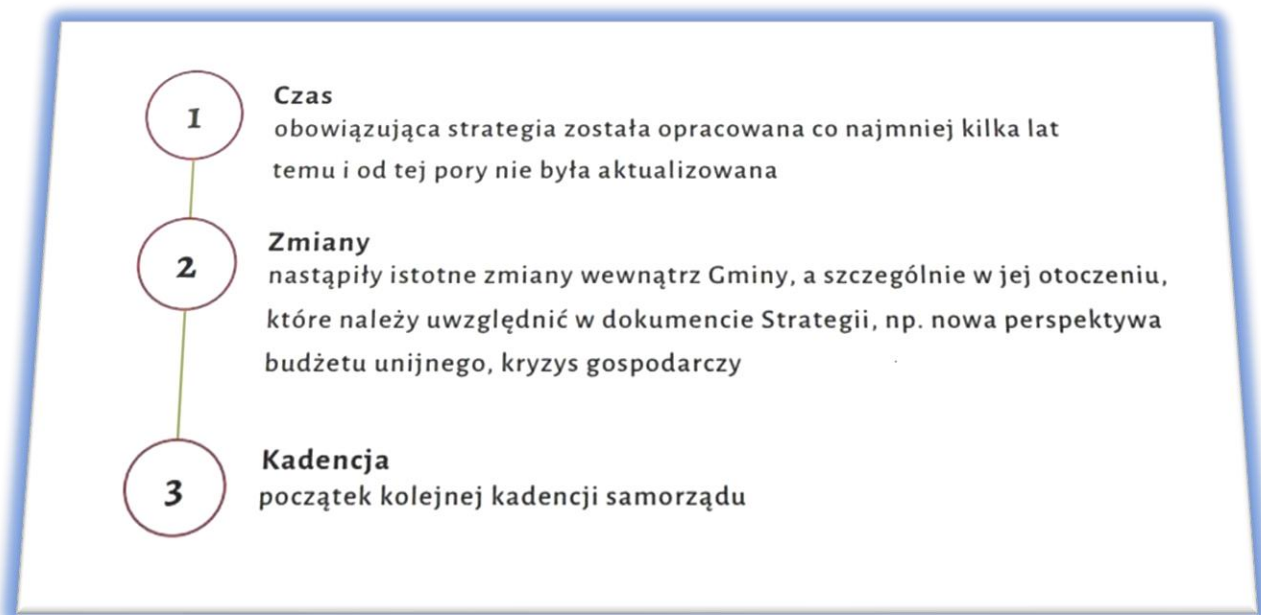 1
Czas
obowiązująca strategia została opracowana co najmniej kilka lat
temu i od tej pory nie była aktualizowana
2
Zmiany
nastąpiły istotne zmiany wewnątrz Gminy, a szczególnie w jej otoczeniu,
które należy uwzględnić w dokumencie Strategii, np. nowa perspektywa
budżetu unijnego, kryzys gospodarczy
3
Kadencja
początek kolejnej kadencji samorządu